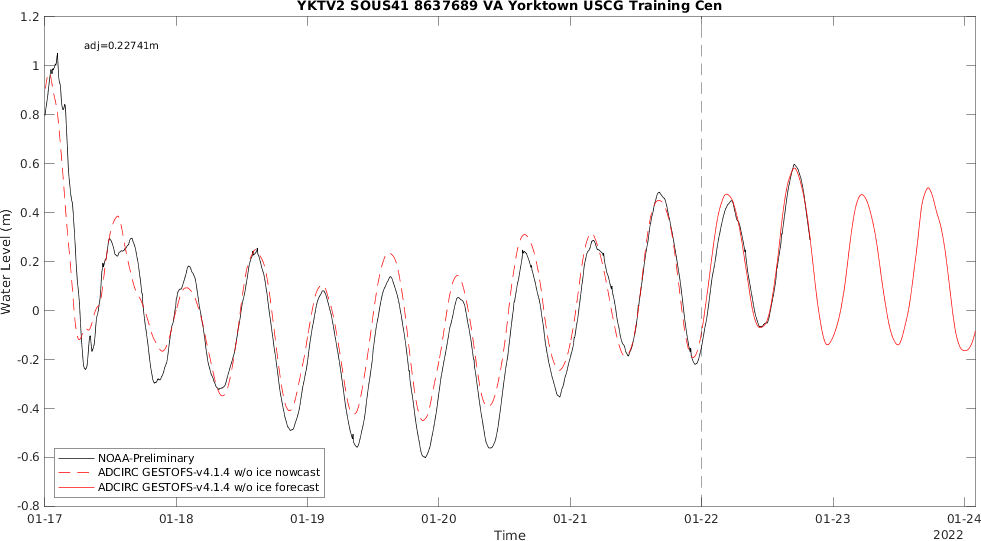 YKTV2 SOUS41 8637689 VA Yorktown USCG Training Cen
adj=0.22741m
Water Level (m)
1.2
1
0.8
0.6
0.4
0.2
0
-0.2
-0.4
-0.6
-0.8
NOAA-Preliminary
ADCIRC GESTOFS-v4.1.4 w/o ice nowcast
ADCIRC GESTOFS-v4.1.4 w/o ice forecast
01-17 01-18 01-19 01-20 01-21 01-22 01-23 01-24
Time
2022